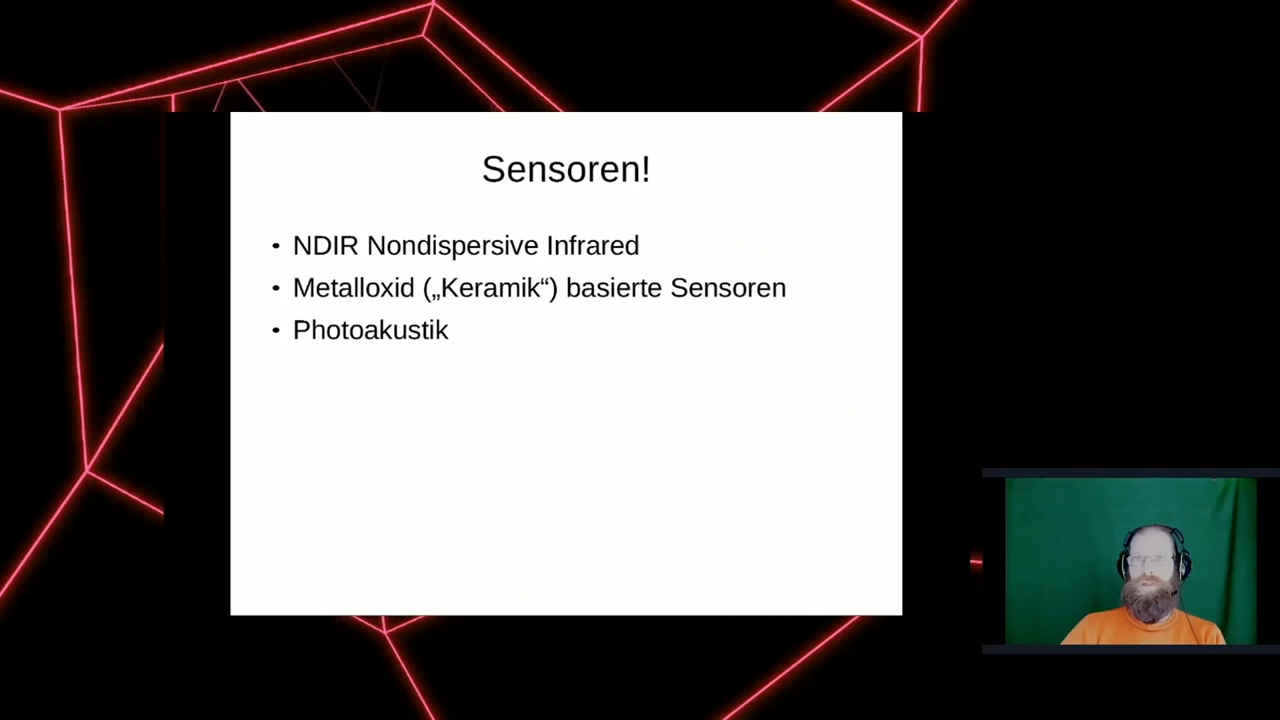 Sensoren!
• NDIR Nondispersive Infrared
• Metalloxid („Keramik“) basierte Sensoren
• Photoakustik